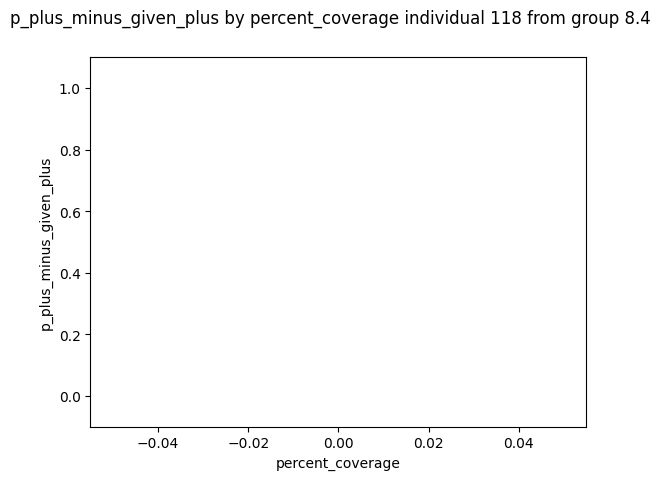 p_plus_minus_given_plus by percent_coverage individual 118 from group 8.4
1.0
0.8
0.6
0.4
0.2
0.0
p_plus_minus_given_plus
−0.04 −0.02 0.00 0.02 0.04
percent_coverage